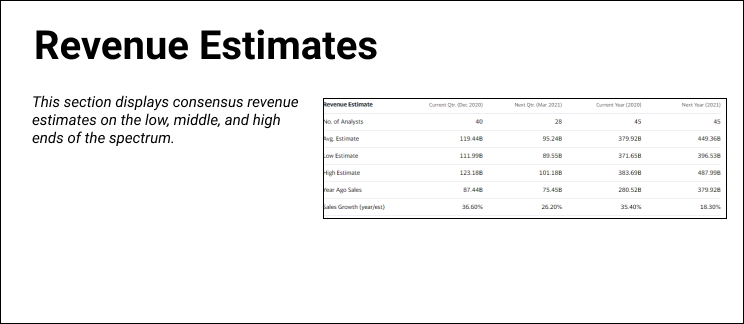 Revenue Estimates
This section displays consensus revenue
estimates on the low, middle, and high
ends of the spectrum.
Revenue Estimate Current Qtr. (Dec 2020) Next Qtr. (Mar 2021) Current Year (2020) Next Year (2021)
No. of Analysts 40 28 45 45
Avg. Estimate 119.44B 95.24B 379.92B 449.36B
Low Estimate 111.99B 89.55B 371.65B 396.53B
High Estimate 123.18B 101.18B 383.69B 487.99B
Year Ago Sales 87.44B 75.45B 280.52B 379.92B
Sales Growth (year/est) 36.60% 26.20% 35.40% 18.30%